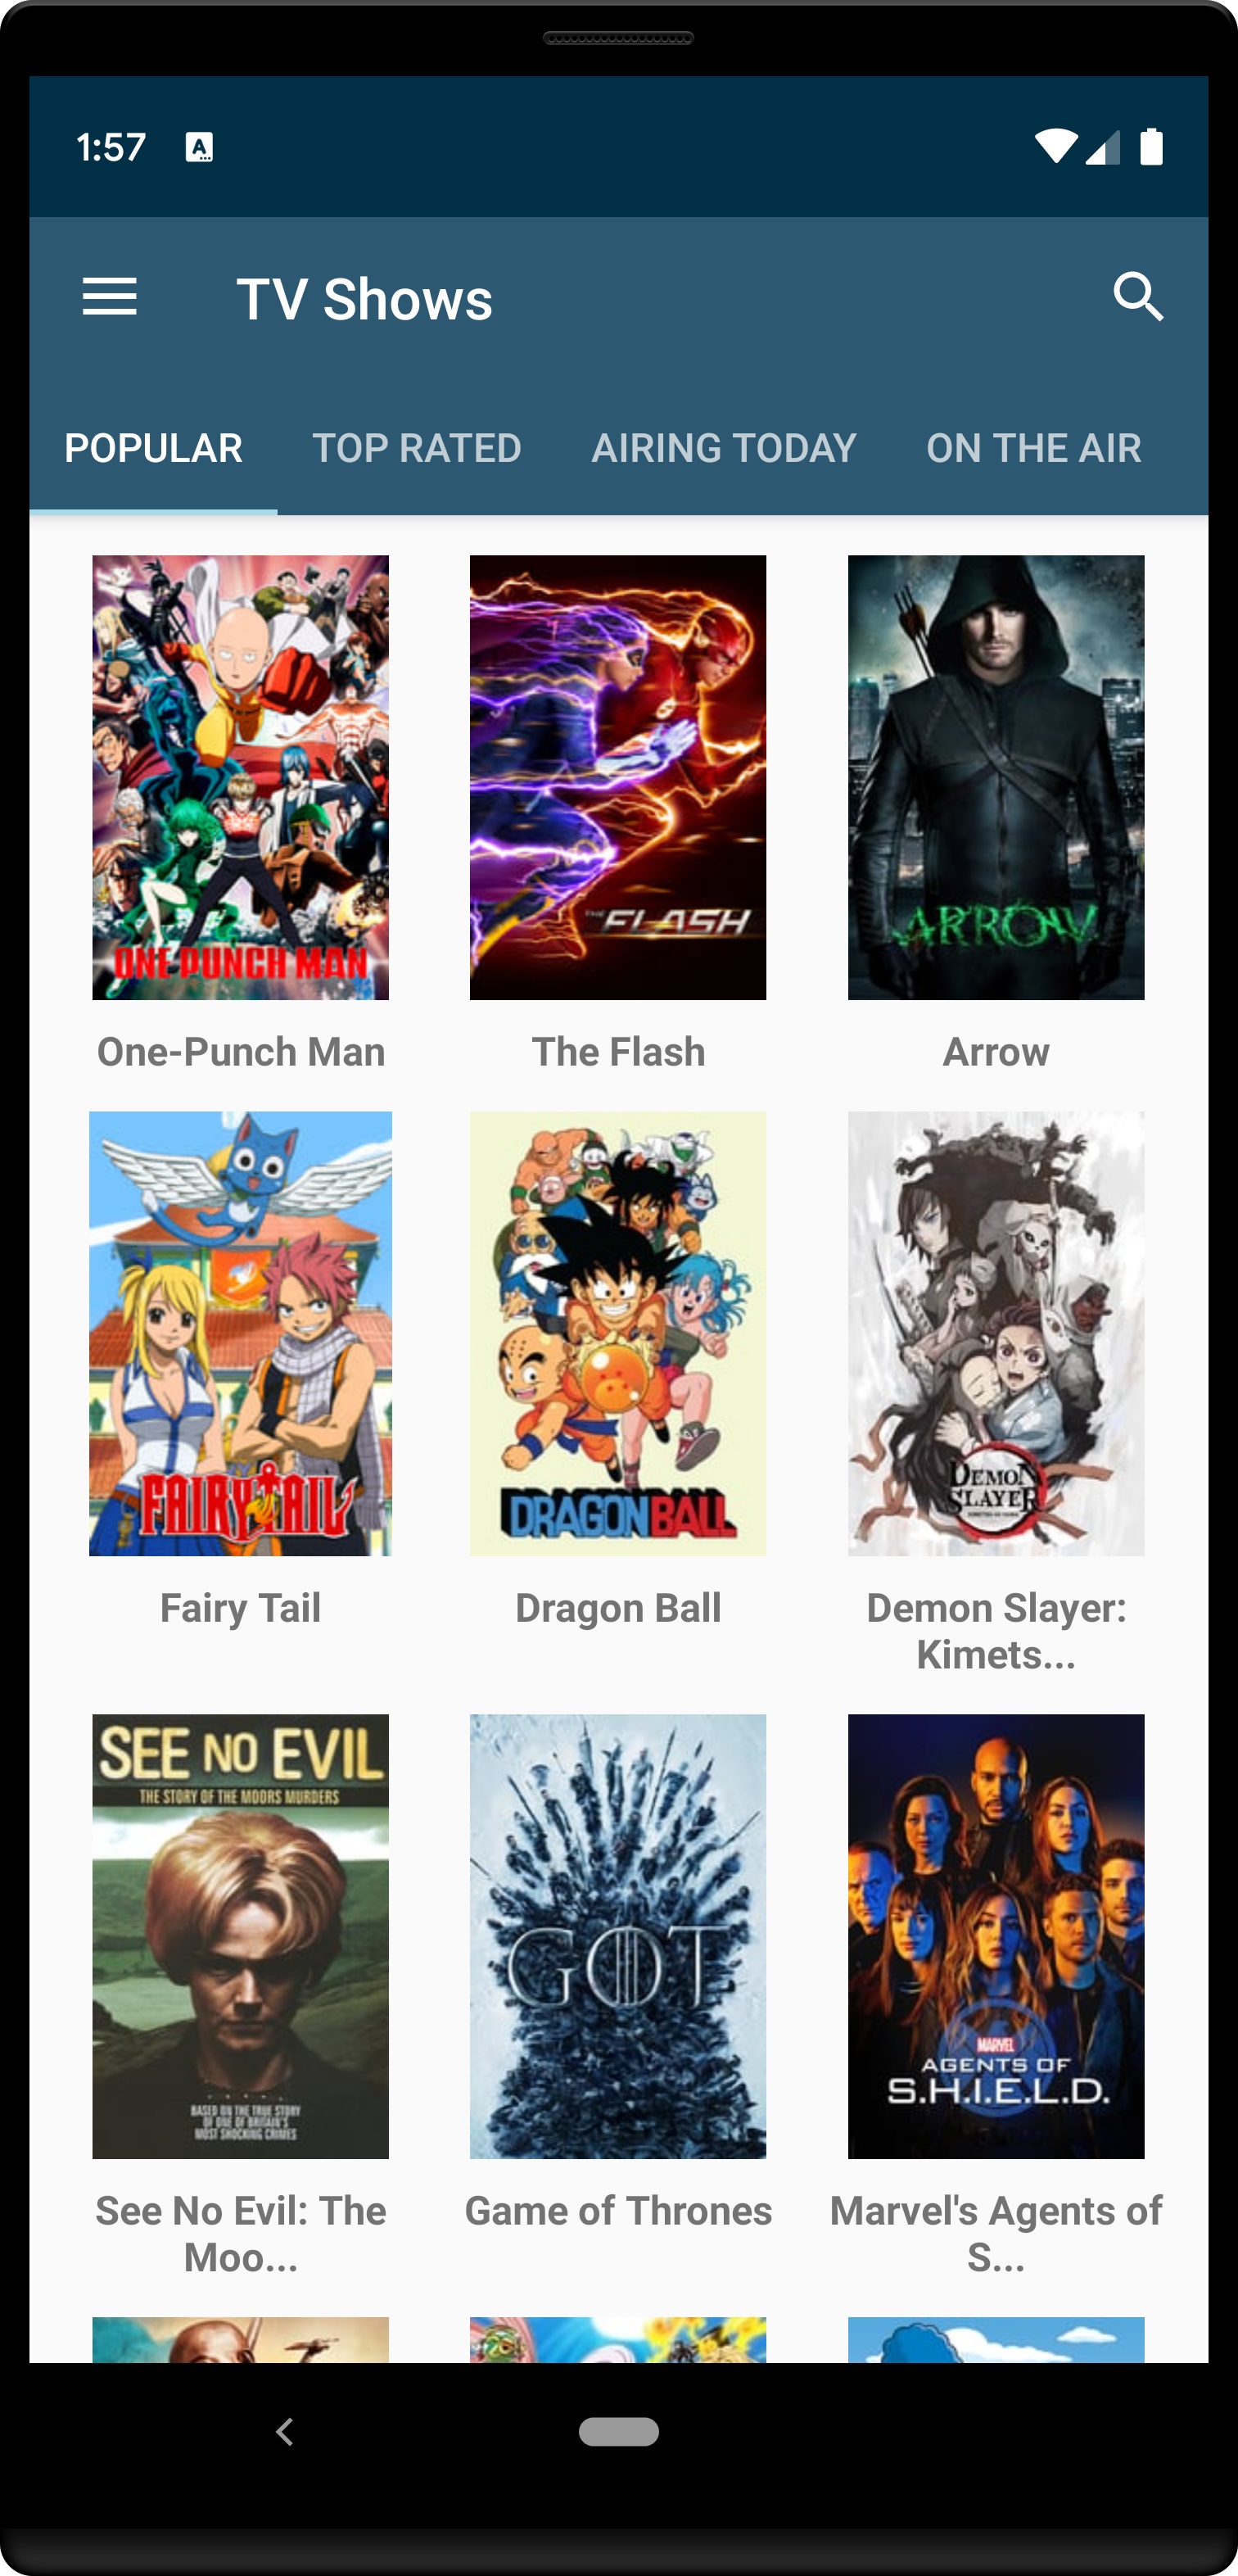 1:57
A
TV Shows
POPULAR TOP RATED AIRING TODAY ON THE AIR
ONE PUNCH MAN
THE FLASH
ARROW
One-Punch Man
The Flash
Arrow
FAIRY TAIL
DRAGON BALL
DEMON
SLAYER
Fairy Tail
Dragon Ball
Demon Slayer:
Kimets...
SEE NO EVIL
THE STORY OF THE MOORS MURDERS
BASED ON THE TRUE STORY
OF ONE OF BRITAIN'S
MOST SHOCKING CRIMES
GOT
MARVEL
AGENTS OF
S.H.I.E.L.D.
See No Evil: The
Moo...
Game of Thrones
Marvel's Agents of
S...